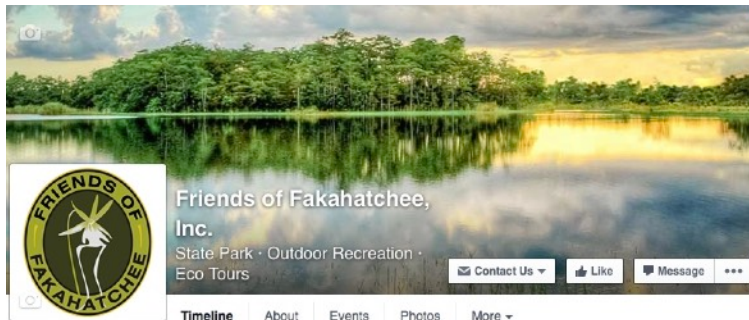 FRIENDS OF
FAKAHATCHEE
Friends of Fakahatchee,
Inc.
State Park · Outdoor Recreation ·
Eco Tours
Contact Us
Like
Message
•••
Timeline About Events Photos More